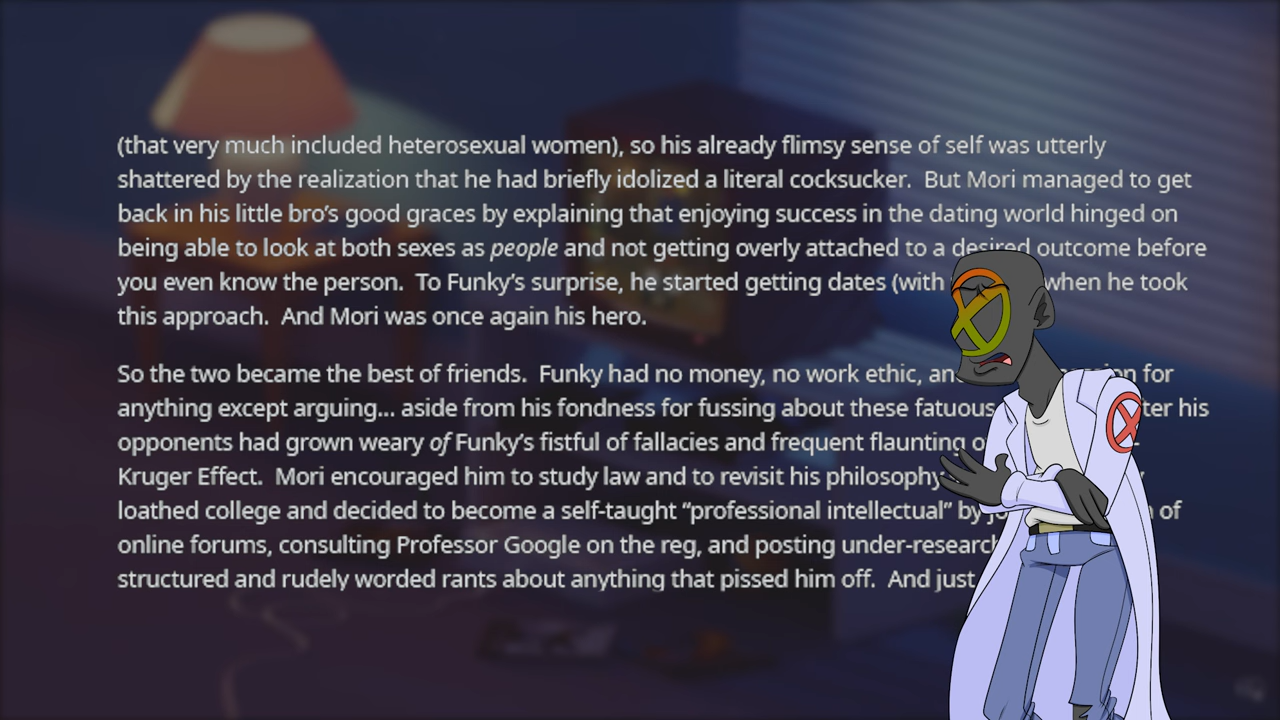 (that very much included heterosexual women), so his already flimsy sense of self was utterly
shattered by the realization that he had briefly idolized a literal cocksucker.  But Mori managed to get
back in his little bro’s good graces by explaining that enjoying success in the dating world hinged on
being able to look at both sexes as people and not getting overly attached to a desired outcome before
you even know the person.  To Funky’s surprise, he started getting dates (with when he took
this approach.  And Mori was once again his hero.
So the two became the best of friends.  Funky had no money, no work ethic, for
anything except arguing... aside from his fondness for fussing about these fatuous his
opponents had grown weary of Funky’s fistful of fallacies and frequent flaunting
Kruger Effect.  Mori encouraged him to study law and to revisit his philosophy
loathed college and decided to become a self-taught “professional intellectual” by of
online forums, consulting Professor Google on the reg, and posting
structured and rudely worded rants about anything that pissed him off.  And just